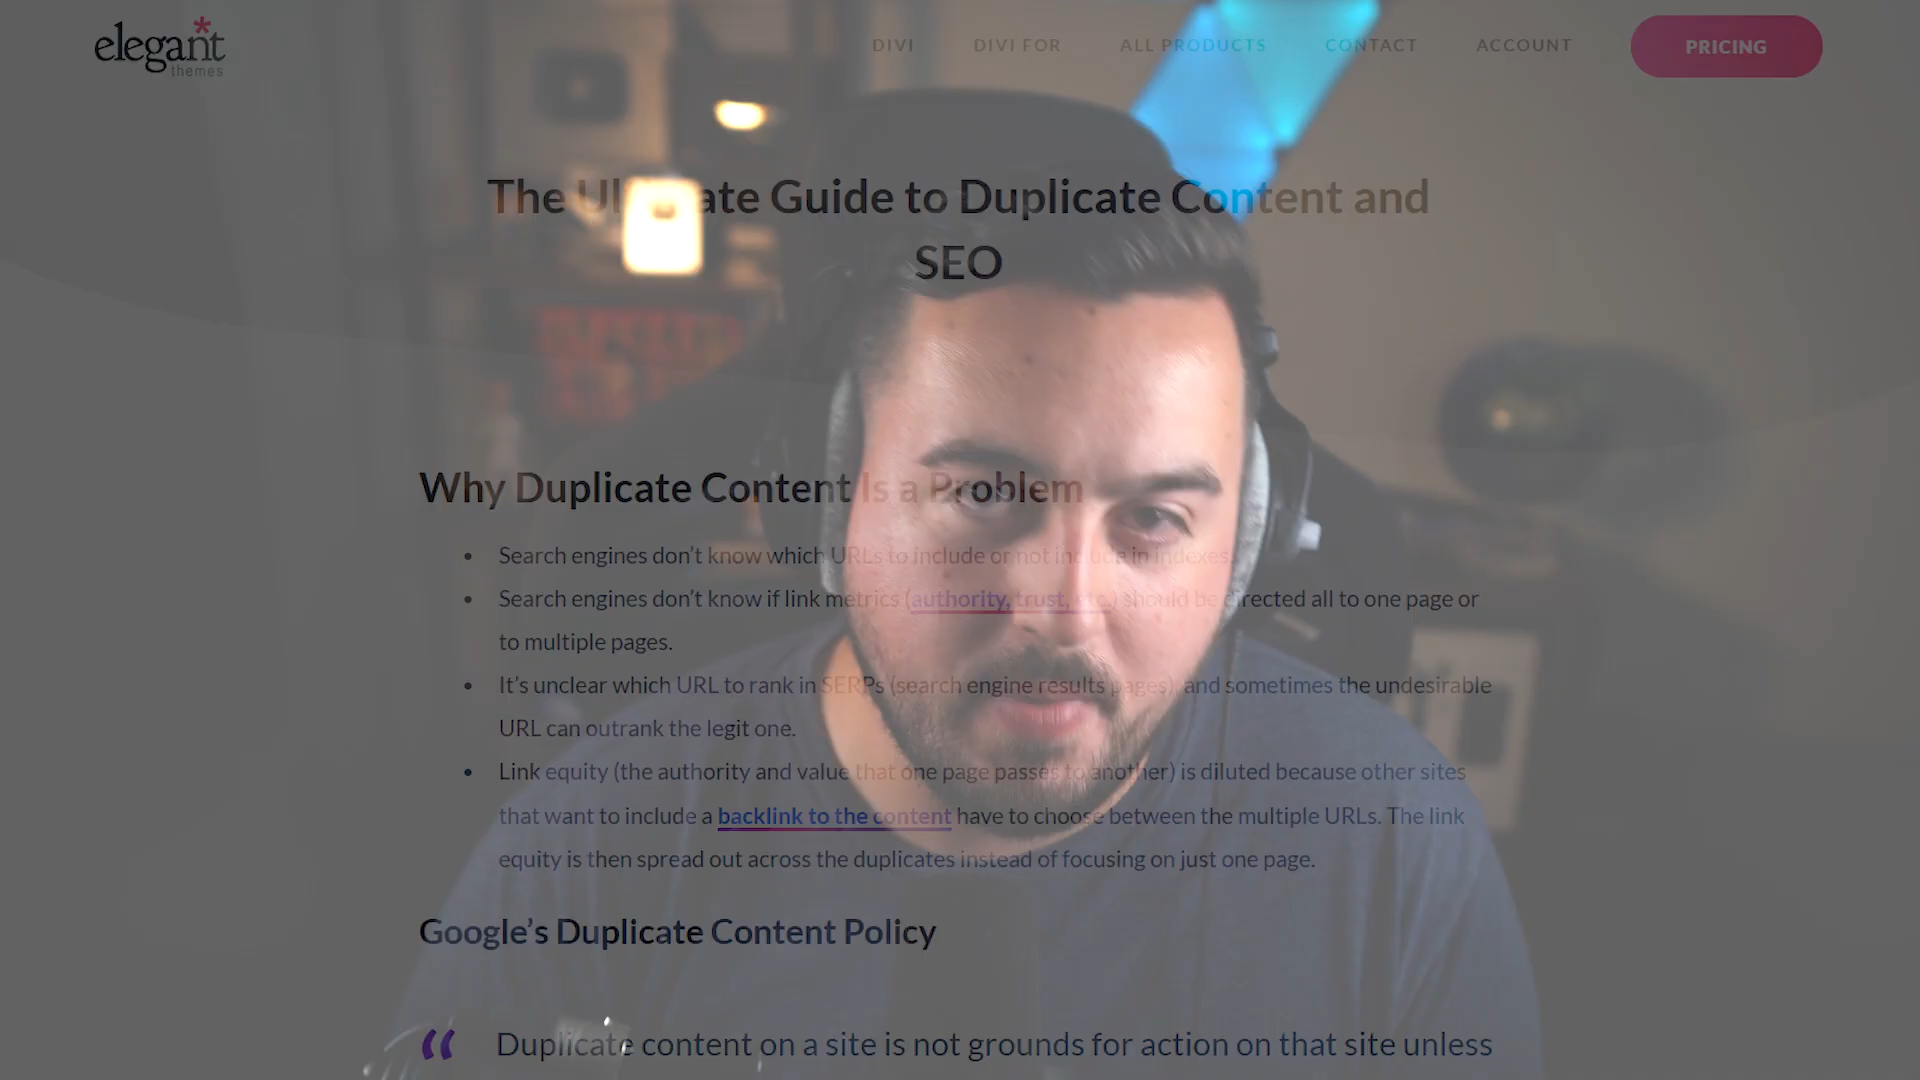 elegant
themes
DIVI
DIVI FOR
ALL PRODUCTS
CONTACT
ACCOUNT
PRICING
The Ultimate Guide to Duplicate Content and
SEO
Why Duplicate Content Is a Problem
• Search engines don’t know which URLs to include or not include in indexes.
• Search engines don’t know if link metrics (authority, trust, etc.) should be directed all to one page or
to multiple pages.
• It’s unclear which URL to rank in SERPs (search engine results pages), and sometimes the undesirable
URL can outrank the legit one.
• Link equity (the authority and value that one page passes to another) is diluted because other sites
that want to include a backlink to the content have to choose between the multiple URLs. The link
equity is then spread out across the duplicates instead of focusing on just one page.
Google’s Duplicate Content Policy
“ Duplicate content on a site is not grounds for action on that site unless